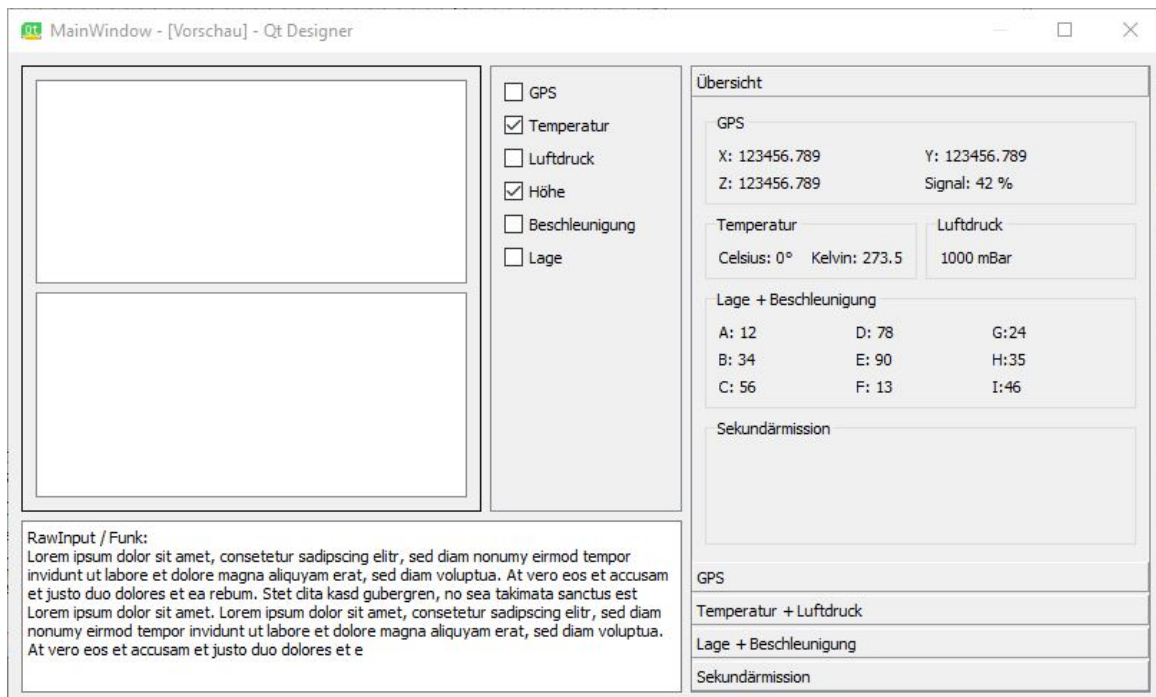 MainWindow - [Vorschau] - Qt Designer
GPS
Temperatur
Luftdruck
Höhe
Beschleunigung
Lage
RawInput / Funk:
Lorem ipsum dolor sit amet, consetetur sadipscing elitr, sed diam nonumy eirmod tempor
invidunt ut labore et dolore magna aliquyam erat, sed diam voluptua. At vero eos et accusam
et justo duo dolores et ea rebum. Stet clita kasd gubergren, no sea takimata sanctus est
Lorem ipsum dolor sit amet. Lorem ipsum dolor sit amet, consetetur sadipscing elitr, sed diam
nonumy eirmod tempor invidunt ut labore et dolore magna aliquyam erat, sed diam voluptua.
At vero eos et accusam et justo duo dolores et e
Übersicht
GPS
X: 123456.789 Y: 123456.789
Z: 123456.789 Signal: 42 %
Temperatur Luftdruck
Celsius: 0° Kelvin: 273.5 1000 mBar
Lage + Beschleunigung
A: 12 D: 78 G:24
B: 34 E: 90 H:35
C: 56 F: 13 I:46
Sekundärmission
GPS
Temperatur + Luftdruck
Lage + Beschleunigung
Sekundärmission